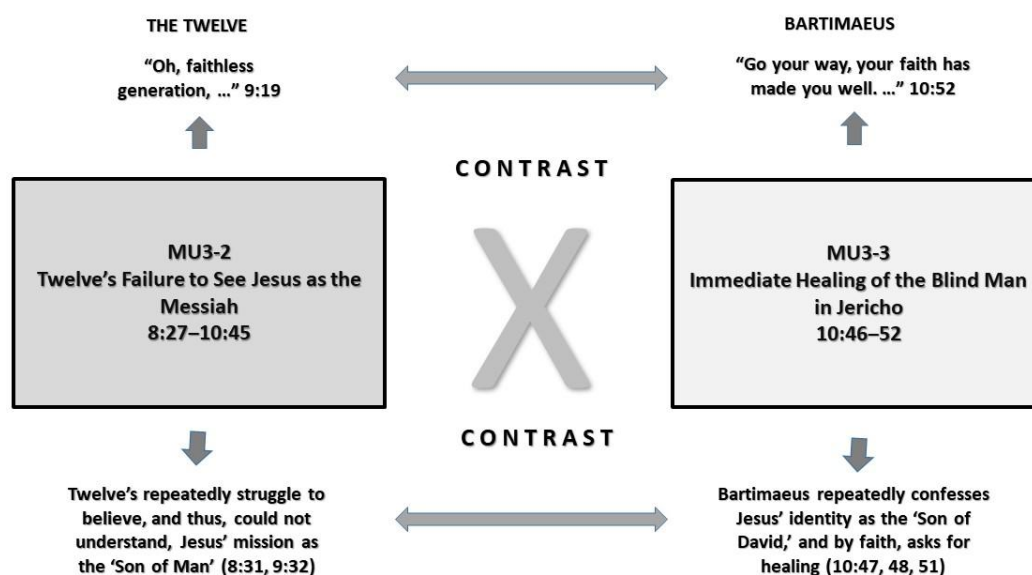 THE TWELVE
BARTIMAEUS
“Oh, faithless
generation, …” 9:19
“Go your way, your faith has
made you well. …” 10:52
CONTRAST
MU3-2
Twelve’s Failure to See Jesus as the
Messiah
8:27–10:45
X
MU3-3
Immediate Healing of the Blind Man
in Jericho
10:46–52
CONTRAST
Twelve’s repeatedly struggle to
believe, and thus, could not
understand, Jesus’ mission as
the ‘Son of Man’ (8:31, 9:32)
Bartimaeus repeatedly confesses
Jesus’ identity as the ‘Son of
David,’ and by faith, asks for
healing (10:47, 48, 51)